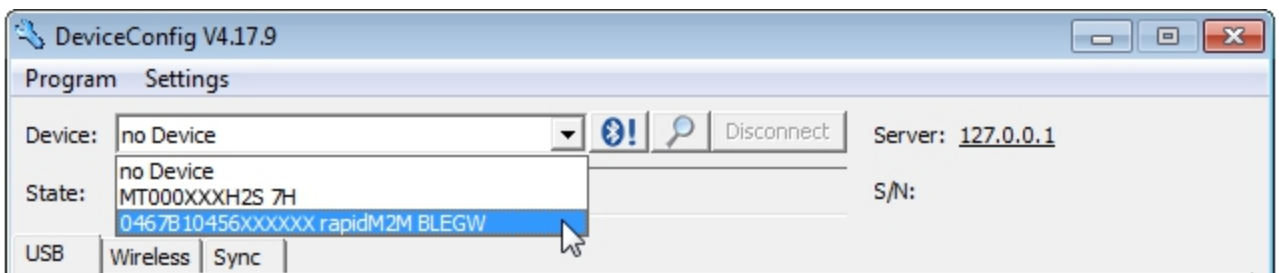 DeviceConfig V4.17.9
Program Settings
Device: no Device Disconnect Server: 127.0.0.1
no Device
State: MT000XXXH2S 7H S/N:
0467B10456XXXXXX rapidM2M BLEGW
USB Wireless Sync